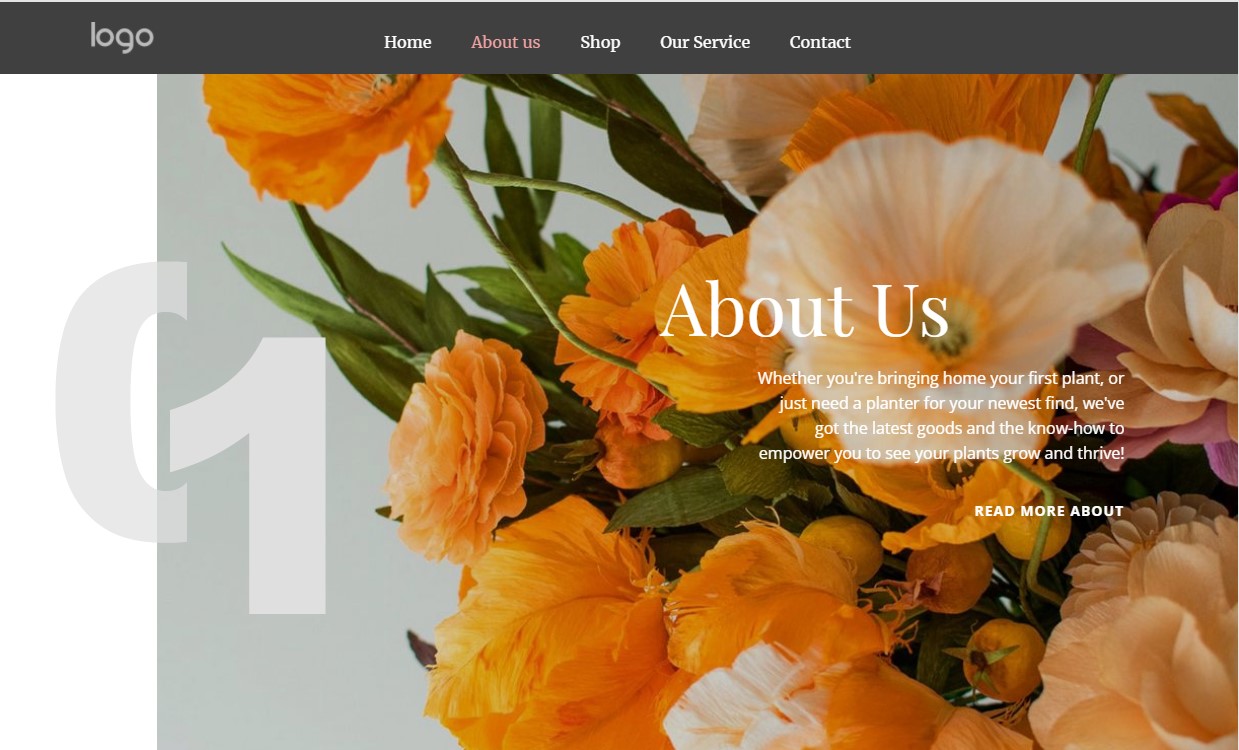 logo
Home About us Shop Our Service Contact
01
About Us
Whether you're bringing home your first plant, or
just need a planter for your newest find, we've
got the latest goods and the know-how to
empower you to see your plants grow and thrive!
READ MORE ABOUT